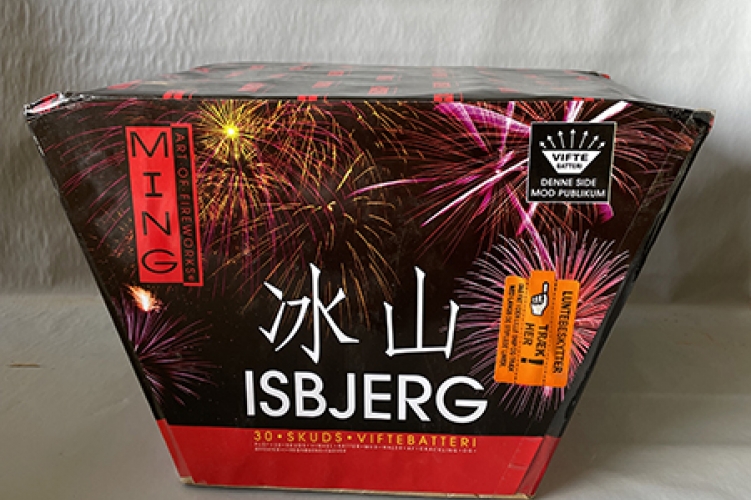 MING
ART OF FIREWORKS
VIFTE
BATTERI
DENNE SIDE
MOD PUBLIKUM
冰山
ISBJERG
30 • SKUDS • VIFTEBATTERI
LUNTEBESKYTTER
TRÆK
HER !